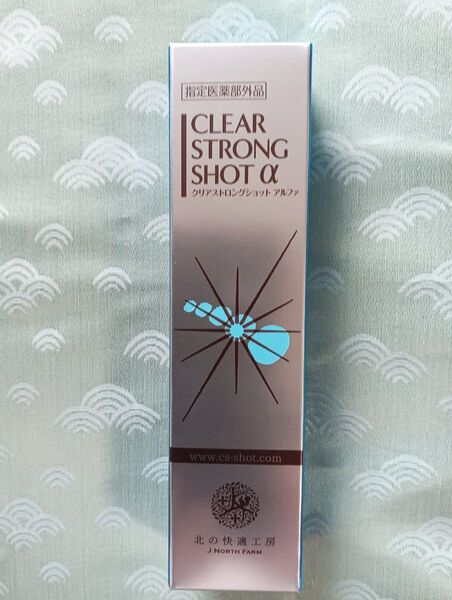 指定医薬部外品
CLEAR
STRONG
SHOT α
クリアストロングショット アルファ
www.cs-shot.com
北の快適工房
J NORTH FARM